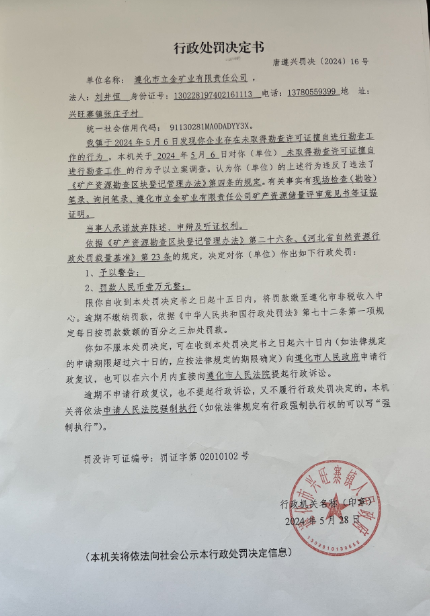 行政处罚决定书
唐遵兴罚决〔2024〕16号
单位名称：遵化市立金矿业有限责任公司，
法人：刘井恒 身份证号：130228197402161113 电话：13780559399 地 址：
兴旺寨镇张庄子村
统一社会信用代码：91130281MA0DADYY3X。
我镇于2024年5月6日发现你企业存在未取得勘查许可证擅自进行勘查工
作的行为。本机关于2024年5月6日对你（单位）未取得勘查许可证擅自
进行勘查工作的行为予以立案调查。认为你（单位）的上述行为违反了违法了
《矿产资源勘查区块登记管理办法》第四条的规定。有关事实有现场检查（勘验）
笔录、询问笔录、遵化市立金矿业有限责任公司矿产资源储量评审意见书等证据
证明。
当事人承诺放弃陈述、申辩及听证权利。
依据《矿产资源勘查区块登记管理办法》第二十六条、《河北省自然资源行
政处罚裁量基准》第23条的规定，决定对你（单位）作出如下行政处罚：
1、予以警告；
2、罚款人民币壹万元整；
限你自收到本处罚决定书之日起十五日内，将罚款缴至遵化市非税收入中
心。逾期不缴纳罚款，依据《中华人民共和国行政处罚法》第七十二条第一项规
定每日按罚款数额的百分之三加处罚款。
你如不服本处罚决定，可在收到本处罚决定书之日起六十日内（如法律规定
的申请期限超过六十日的，应按法律规定的期限确定）向遵化市人民政府申请行
政复议，也可以在六个月内直接向遵化市人民法院提起行政诉讼。
逾期不申请行政复议，也不提起行政诉讼，又不履行行政处罚决定的，本机
关将依法申请人民法院强制执行（如依法律规定有行政强制执行权的可以写“强
制执行”）。
罚没许可证编号：罚证字第02010102号
行政机关名称（印章）
2024年5月28日
（本机关将依法向社会公示本行政处罚决定信息）